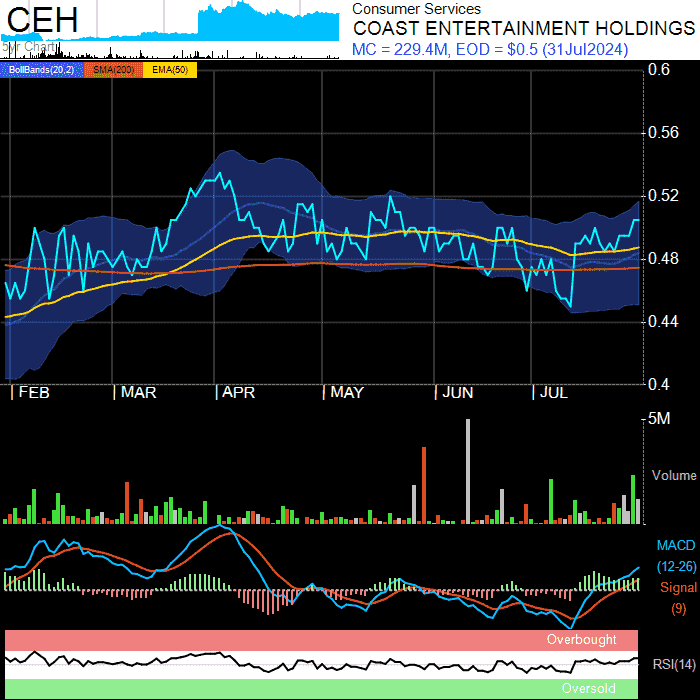 CEH
5yr Chart
Consumer Services
COAST ENTERTAINMENT HOLDINGS
MC = 229.4M, EOD = $0.5 (31Jul2024)
BollBands(20,2) SMA(200) EMA(50)
0.6
0.56
0.52
0.48
0.44
0.4
FEB MAR APR MAY JUN JUL
5M
Volume
MACD
(12-26)
Signal
(9)
Overbought
RSI(14)
Oversold